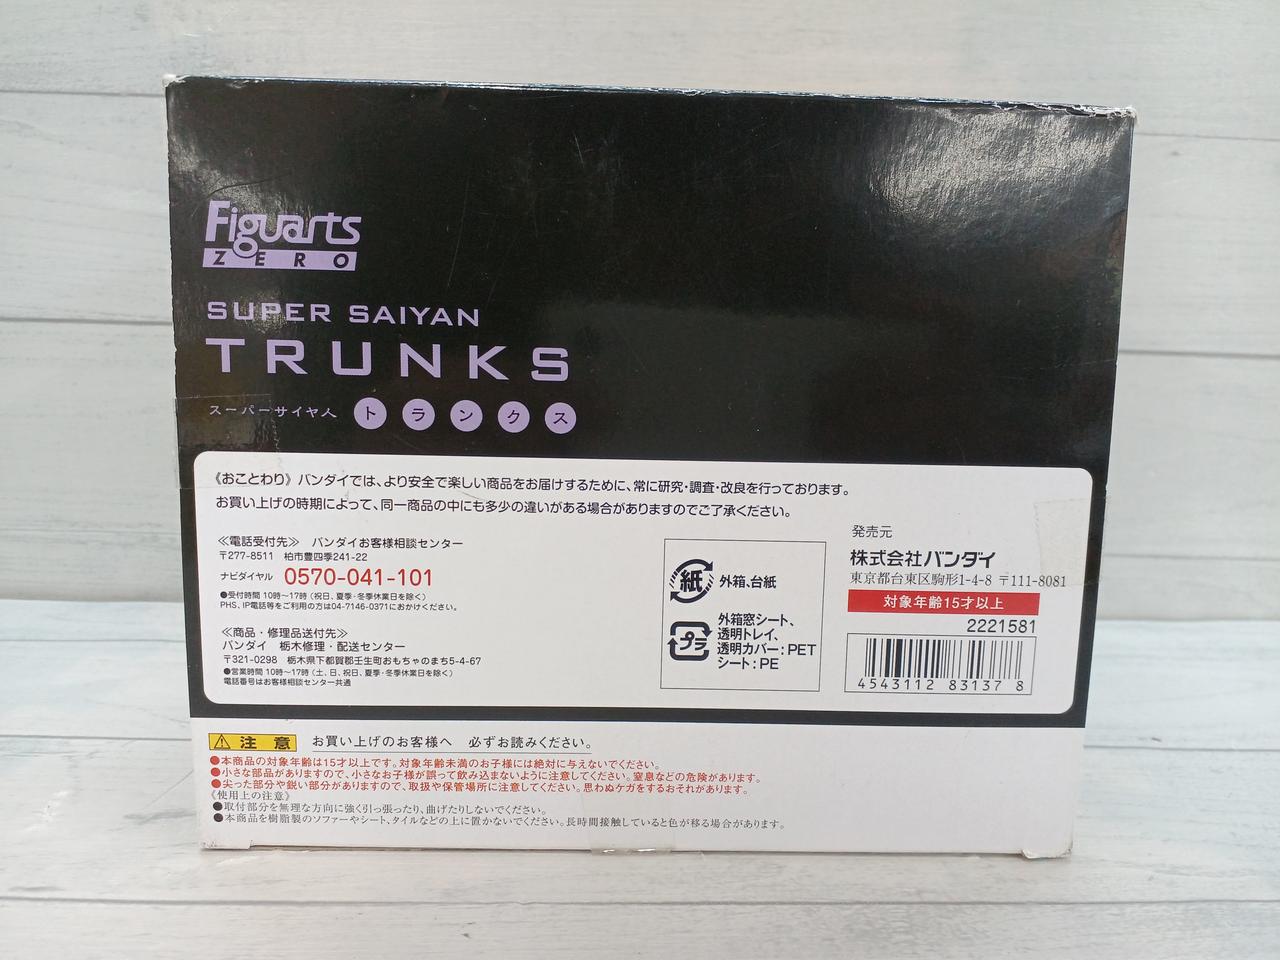 Figuarts
ZERO
SUPER SAIYAN
TRUNKS
スーパーサイヤ人 トランクス
《おことわり》バンダイでは、より安全で楽しい商品をお届けするために、常に研究・調査・改良を行っております。
お買い上げの時期によって、同一商品の中にも多少の違いがある場合がありますのでご了承ください。
≪電話受付先≫ バンダイお客様相談センター
〒277-8511 柏市豊四季241-22
ナビダイヤル 0570-041-101
●受付時間 10時〜17時(祝日、夏季・冬季休業日を除く)
PHS、IP電話等をご利用の方は04-7146-0371におかけください。
≪商品・修理品送付先≫
バンダイ 栃木修理・配送センター
〒321-0298 栃木県下都賀郡壬生町おもちゃのまち5-4-67
●営業時間 10時〜17時(土、日、祝日、夏季・冬季休業日を除く)
電話番号はお客様相談センター共通
紙 外箱、台紙
プラ 外箱窓シート、
透明トレイ、
透明カバー:PET
シート:PE
発売元
株式会社バンダイ
東京都台東区駒形1-4-8 〒111-8081
対象年齢15才以上
2221581
4543112 83137 8
注意 お買い上げのお客様へ 必ずお読みください。
●本商品の対象年齢は15才以上です。対象年齢未満のお子様には絶対に与えないでください。
●小さな部品がありますので、小さなお子様が誤って飲み込まないように注意してください。窒息などの危険があります。
●尖った部分や鋭い部分がありますので、取扱や保管場所に注意してください。思わぬケガをするおそれがあります。
《使用上の注意》
●取付部分を無理な方向に強く引っ張ったり、曲げたりしないでください。
●本商品を樹脂製のソファーやシート、タイルなどの上に置かないでください。長時間接触していると色が移る場合があります。